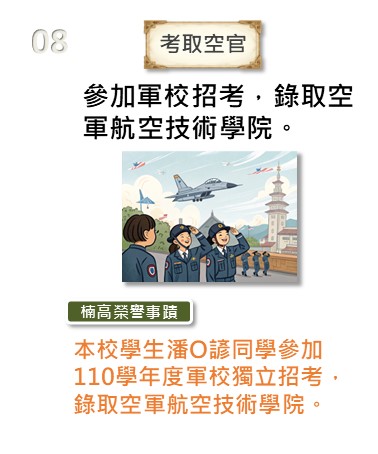 08
考取空官
參加軍校招考，錄取空
軍航空技術學院。
楠高榮譽事蹟
本校學生潘O諺同學參加
110學年度軍校獨立招考，
錄取空軍航空技術學院。